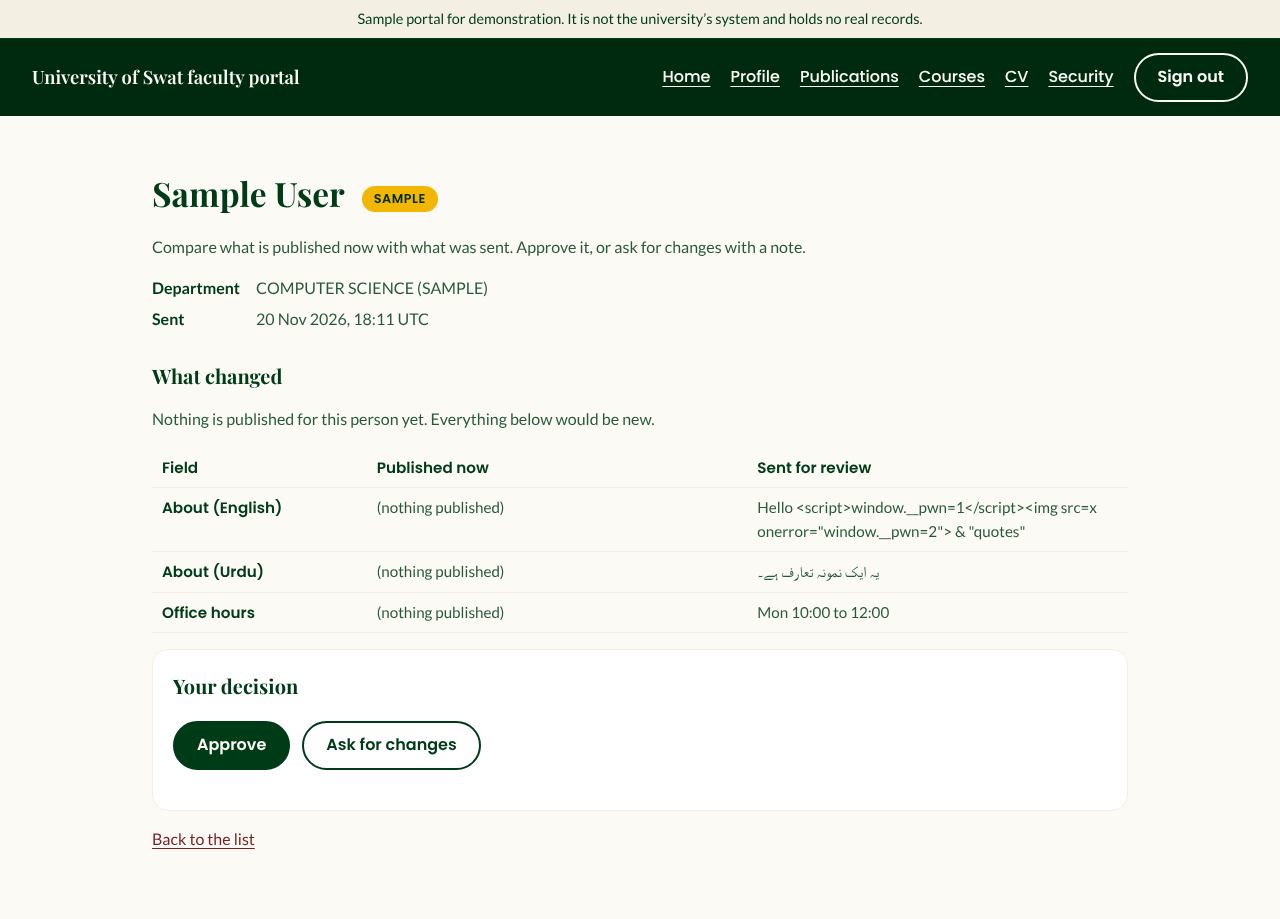 Sample portal for demonstration. It is not the university’s system and holds no real records.
University of Swat faculty portal
Home Profile Publications Courses CV Security Sign out
Sample User SAMPLE
Compare what is published now with what was sent. Approve it, or ask for changes with a note.
Department COMPUTER SCIENCE (SAMPLE)
Sent 20 Nov 2026, 18:11 UTC
What changed
Nothing is published for this person yet. Everything below would be new.
Field Published now Sent for review
About (English) (nothing published) Hello <script>window.__pwn=1</script><img src=x
onerror="window.__pwn=2"> & "quotes"
About (Urdu) (nothing published) یہ ایک نمونہ تعارف ہے۔
Office hours (nothing published) Mon 10:00 to 12:00
Your decision
Approve Ask for changes
Back to the list